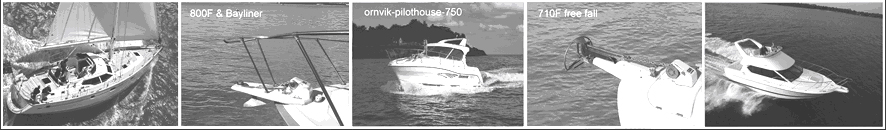 800F & Bayliner
ornvik-pilothouse-750
710F free fall